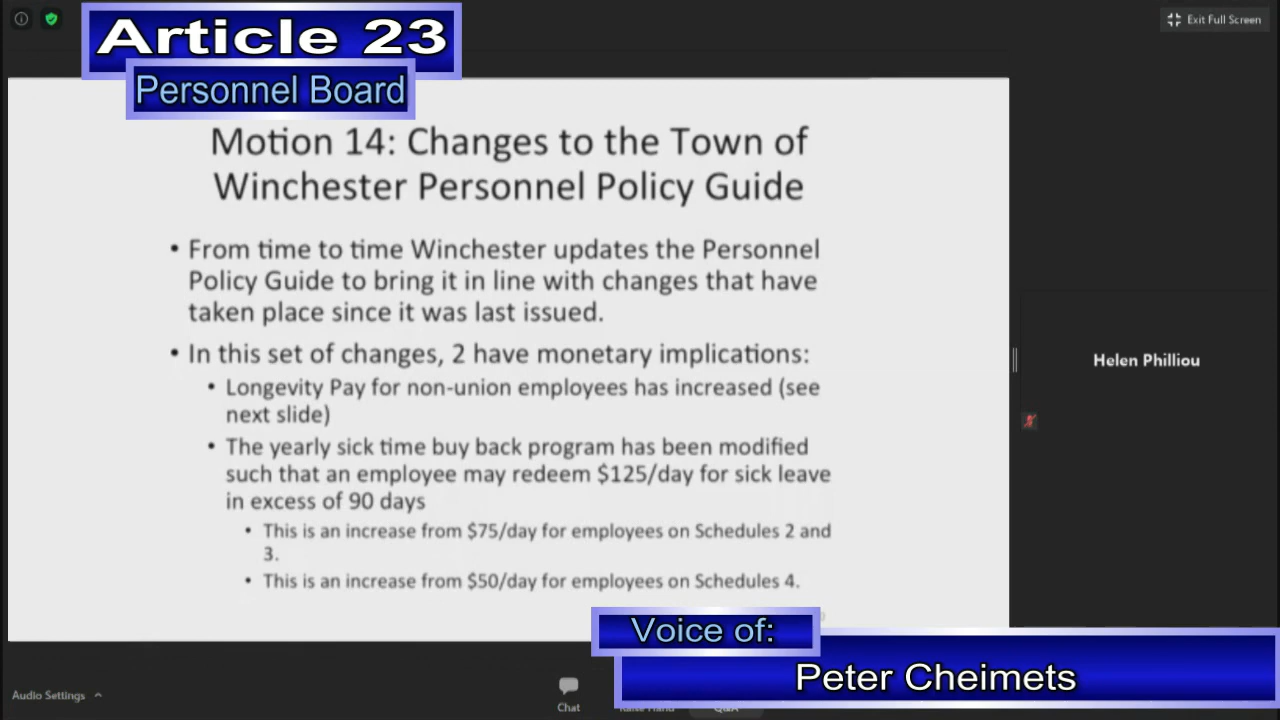 Exit Full Screen
Article 23
Personnel Board
Motion 14: Changes to the Town of
Winchester Personnel Policy Guide
• From time to time Winchester updates the Personnel
Policy Guide to bring it in line with changes that have
taken place since it was last issued.
• In this set of changes, 2 have monetary implications:
• Longevity Pay for non-union employees has increased (see
next slide)
• The yearly sick time buy back program has been modified
such that an employee may redeem $125/day for sick leave
in excess of 90 days
• This is an increase from $75/day for employees on Schedules 2 and
3.
• This is an increase from $50/day for employees on Schedules 4.
Helen Philliou
Voice of:
Peter Cheimets
Audio Settings
Chat